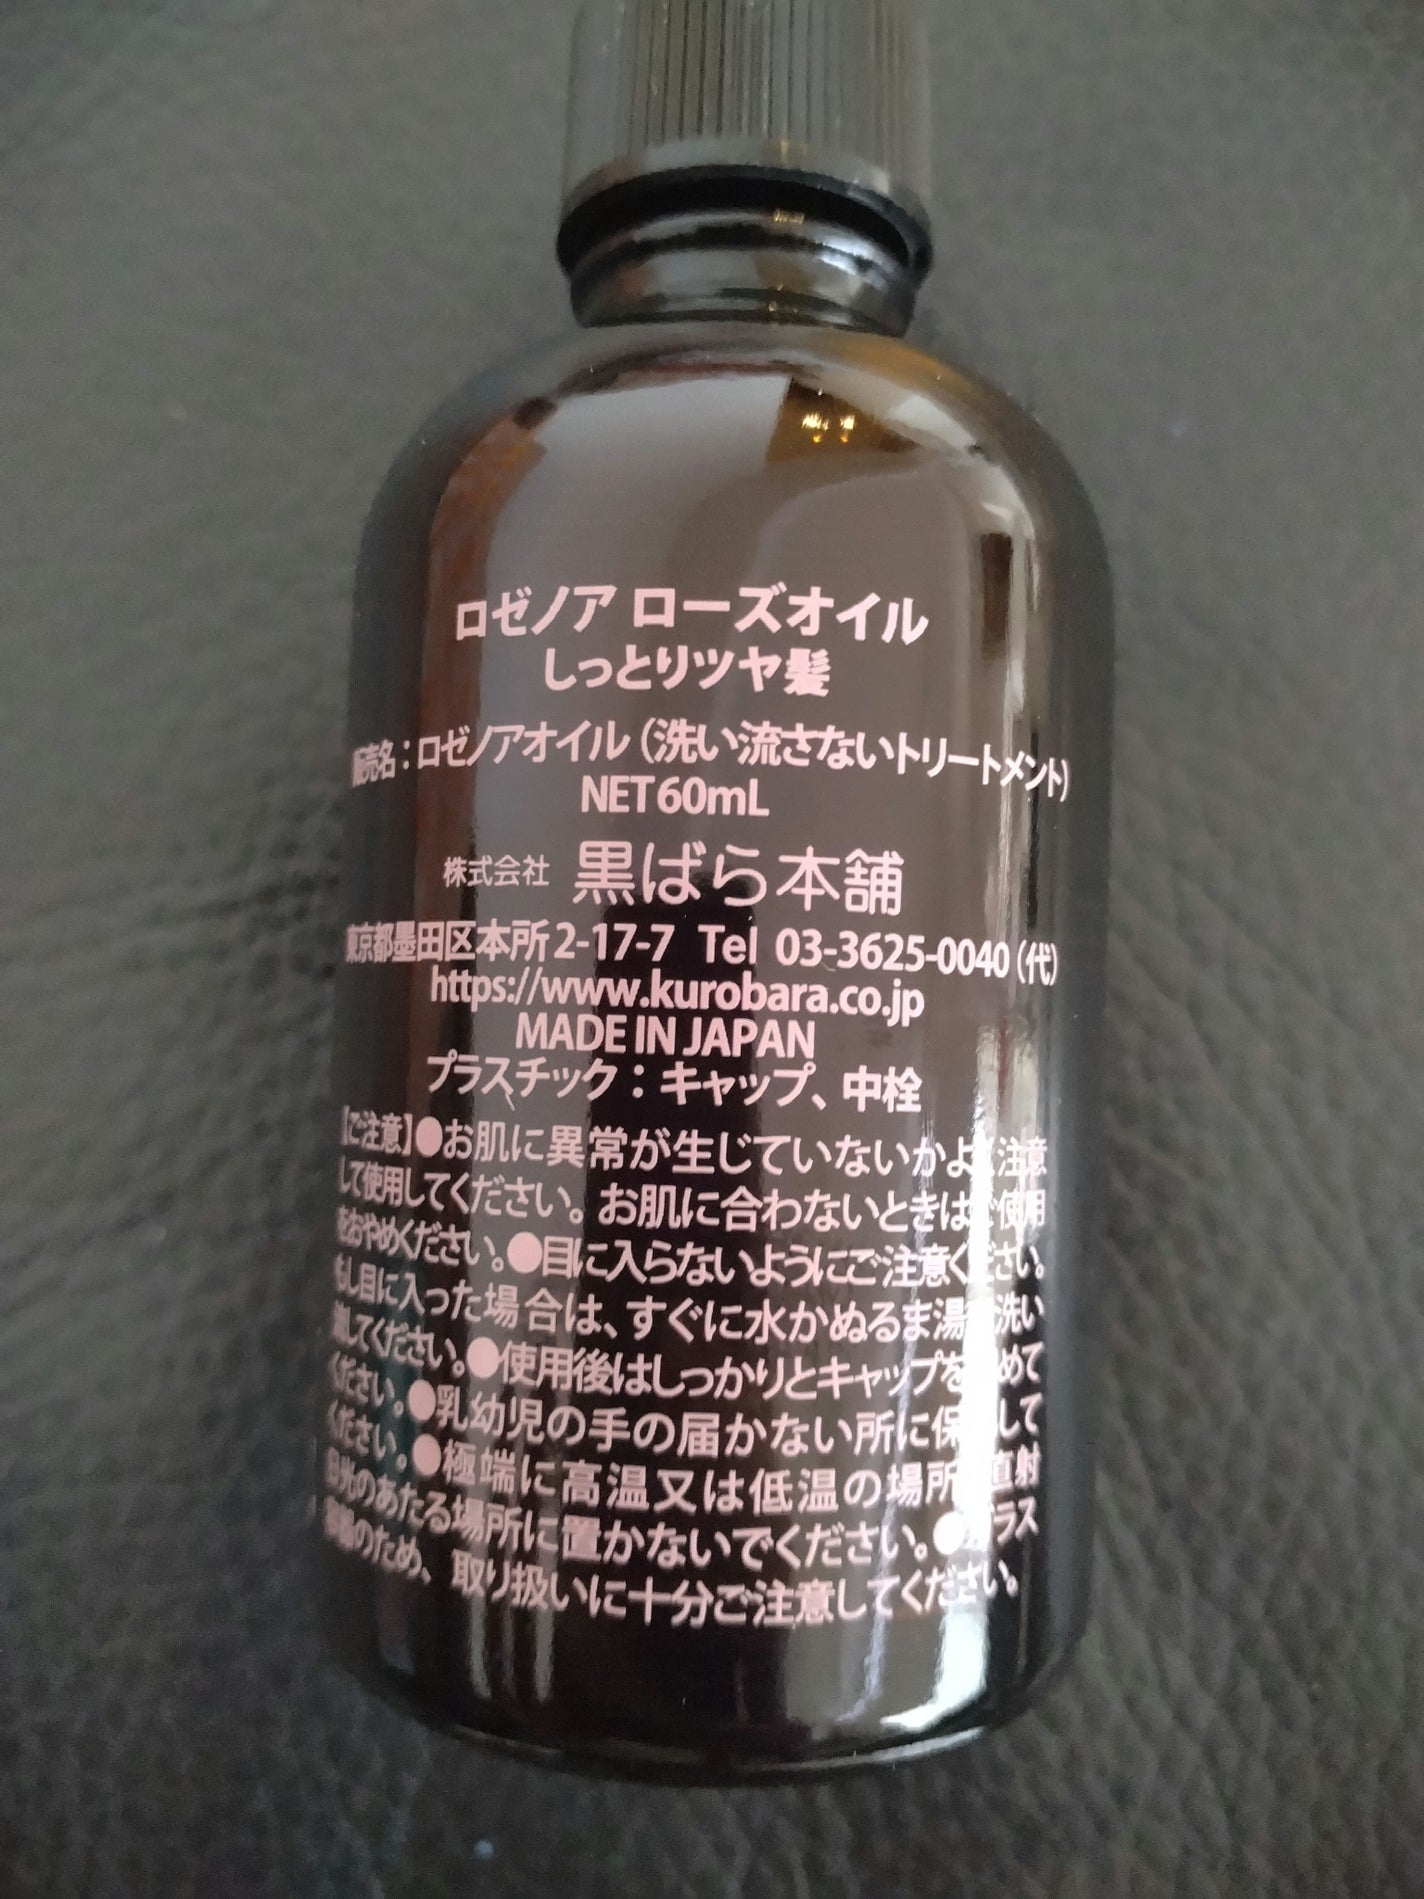 ロゼノア ローズオイル
しっとりツヤ髪
販売名：ロゼノアオイル（洗い流さないトリートメント）
NET60mL
株式会社 黒ばら本舗
東京都墨田区本所2-17-7 Tel 03-3625-0040（代）
https://www.kurobara.co.jp
MADE IN JAPAN
プラスチック：キャップ、中栓
【ご注意】●お肌に異常が生じていないかよく注意
して使用してください。お肌に合わないときはご使用
をおやめください。●目に入らないようにご注意ください。
もし目に入った場合は、すぐに水かぬるま湯で洗い
流してください。●使用後はしっかりとキャップを閉めて
ください。●乳幼児の手の届かない所に保管して
ください。●極端に高温又は低温の場所、直射
日光のあたる場所に置かないでください。●ガラス
のため、取り扱いに十分ご注意してください。